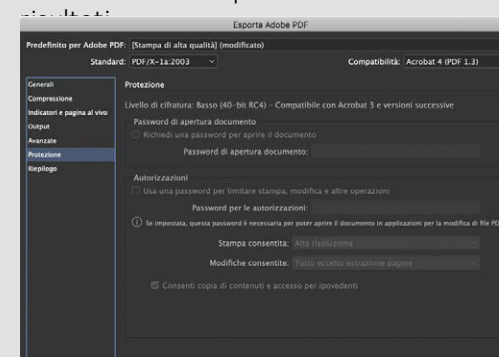 risultati
Esporta Adobe PDF
Predefinito per Adobe PDF: [Stampa di alta qualità] (modificato)
Standard: PDF/X-1a:2003
Compatibilità: Acrobat 4 (PDF 1.3)
Generali
Compressione
Indicatori e pagina al vivo
Output
Avanzate
Protezione
Riepilogo
Protezione
Livello di cifratura: Basso (40-bit RC4) – Compatibile con Acrobat 3 e versioni successive
Password di apertura documento
Richiedi una password per aprire il documento
Password di apertura documento:
Autorizzazioni
Usa una password per limitare stampa, modifica e altre operazioni
Password per le autorizzazioni:
Se impostata, questa password è necessaria per poter aprire il documento in applicazioni per la modifica di file PD
Stampa consentita: Alta risoluzione
Modifiche consentite: Tutto eccetto estrazione pagine
Consenti copia di contenuti e accesso per ipovedenti